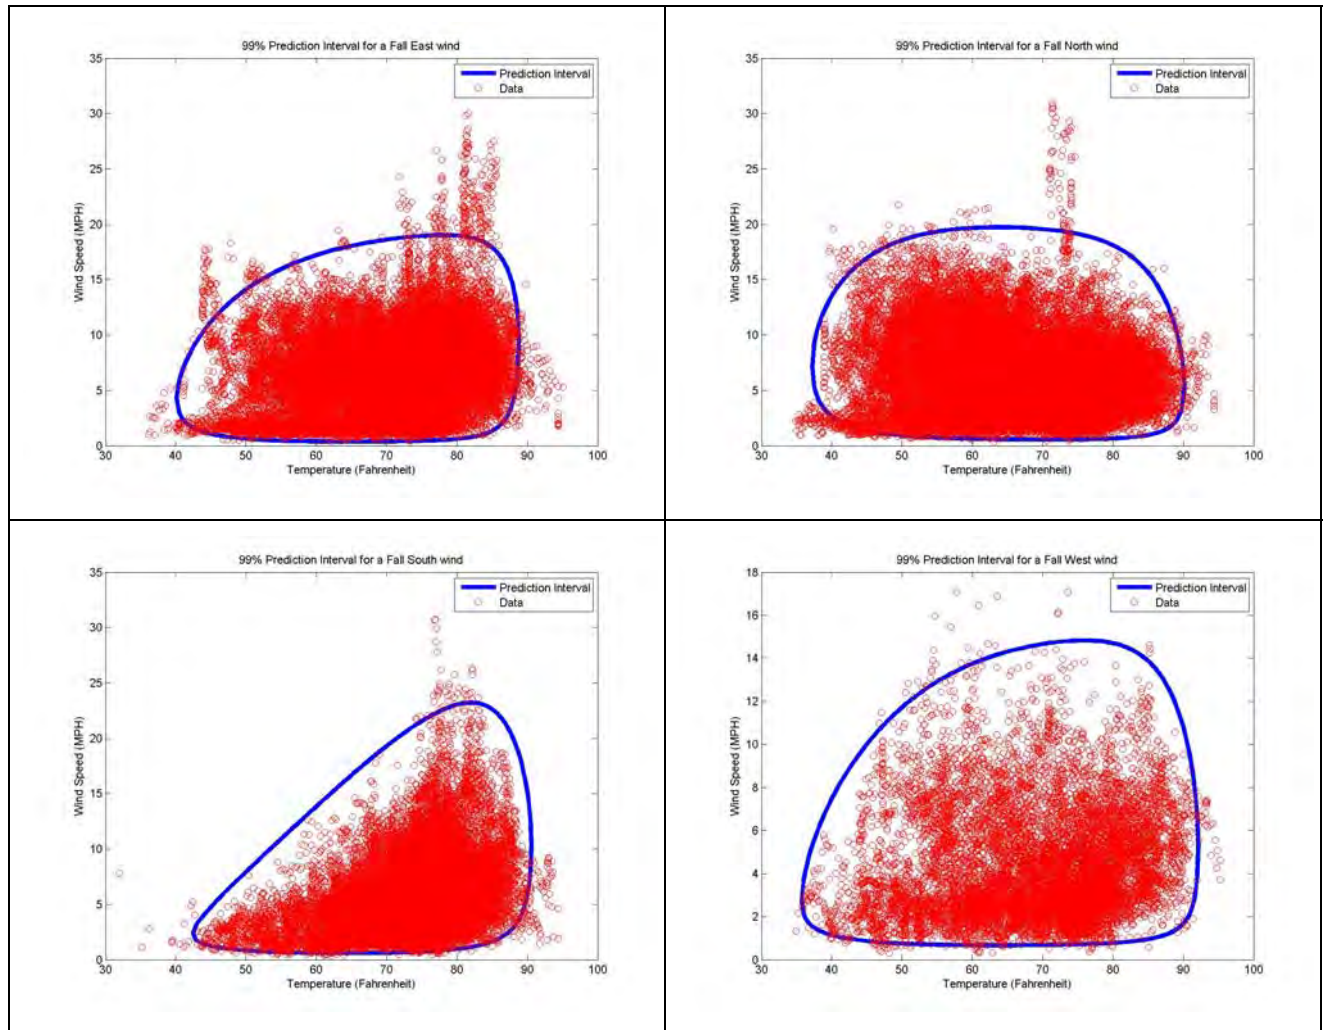 99% Prediction Interval for a Fall East wind
35
30
25
20
15
10
5
0
Wind Speed (MPH)
Prediction Interval
Data
30 40 50 60 70 80 90 100
Temperature (Fahrenheit)
99% Prediction Interval for a Fall North wind
35
30
25
20
15
10
5
0
Wind Speed (MPH)
Prediction Interval
Data
30 40 50 60 70 80 90 100
Temperature (Fahrenheit)
99% Prediction Interval for a Fall South wind
35
30
25
20
15
10
5
0
Wind Speed (MPH)
Prediction Interval
Data
30 40 50 60 70 80 90 100
Temperature (Fahrenheit)
99% Prediction Interval for a Fall West wind
18
16
14
12
10
8
6
4
2
0
Wind Speed (MPH)
Prediction Interval
Data
30 40 50 60 70 80 90 100
Temperature (Fahrenheit)